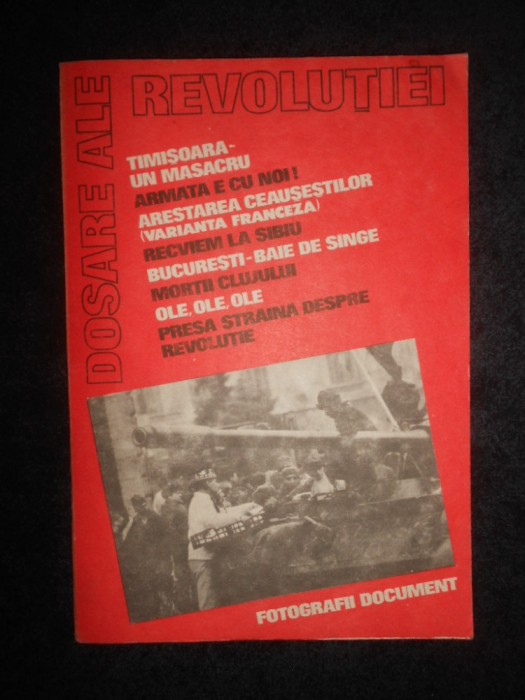 DOSARE ALE
REVOLUȚIEI
TIMIȘOARA-
UN MASACRU
ARMATA E CU NOI!
ARESTAREA CEAUȘEȘTILOR
(VARIANTA FRANCEZA)
RECVIEM LA SIBIU
BUCUREȘTI-BAIE DE SINGE
MORTII CLUJULUI
OLE, OLE, OLE
PRESA STRAINA DESPRE
REVOLUȚIE
FOTOGRAFII DOCUMENT